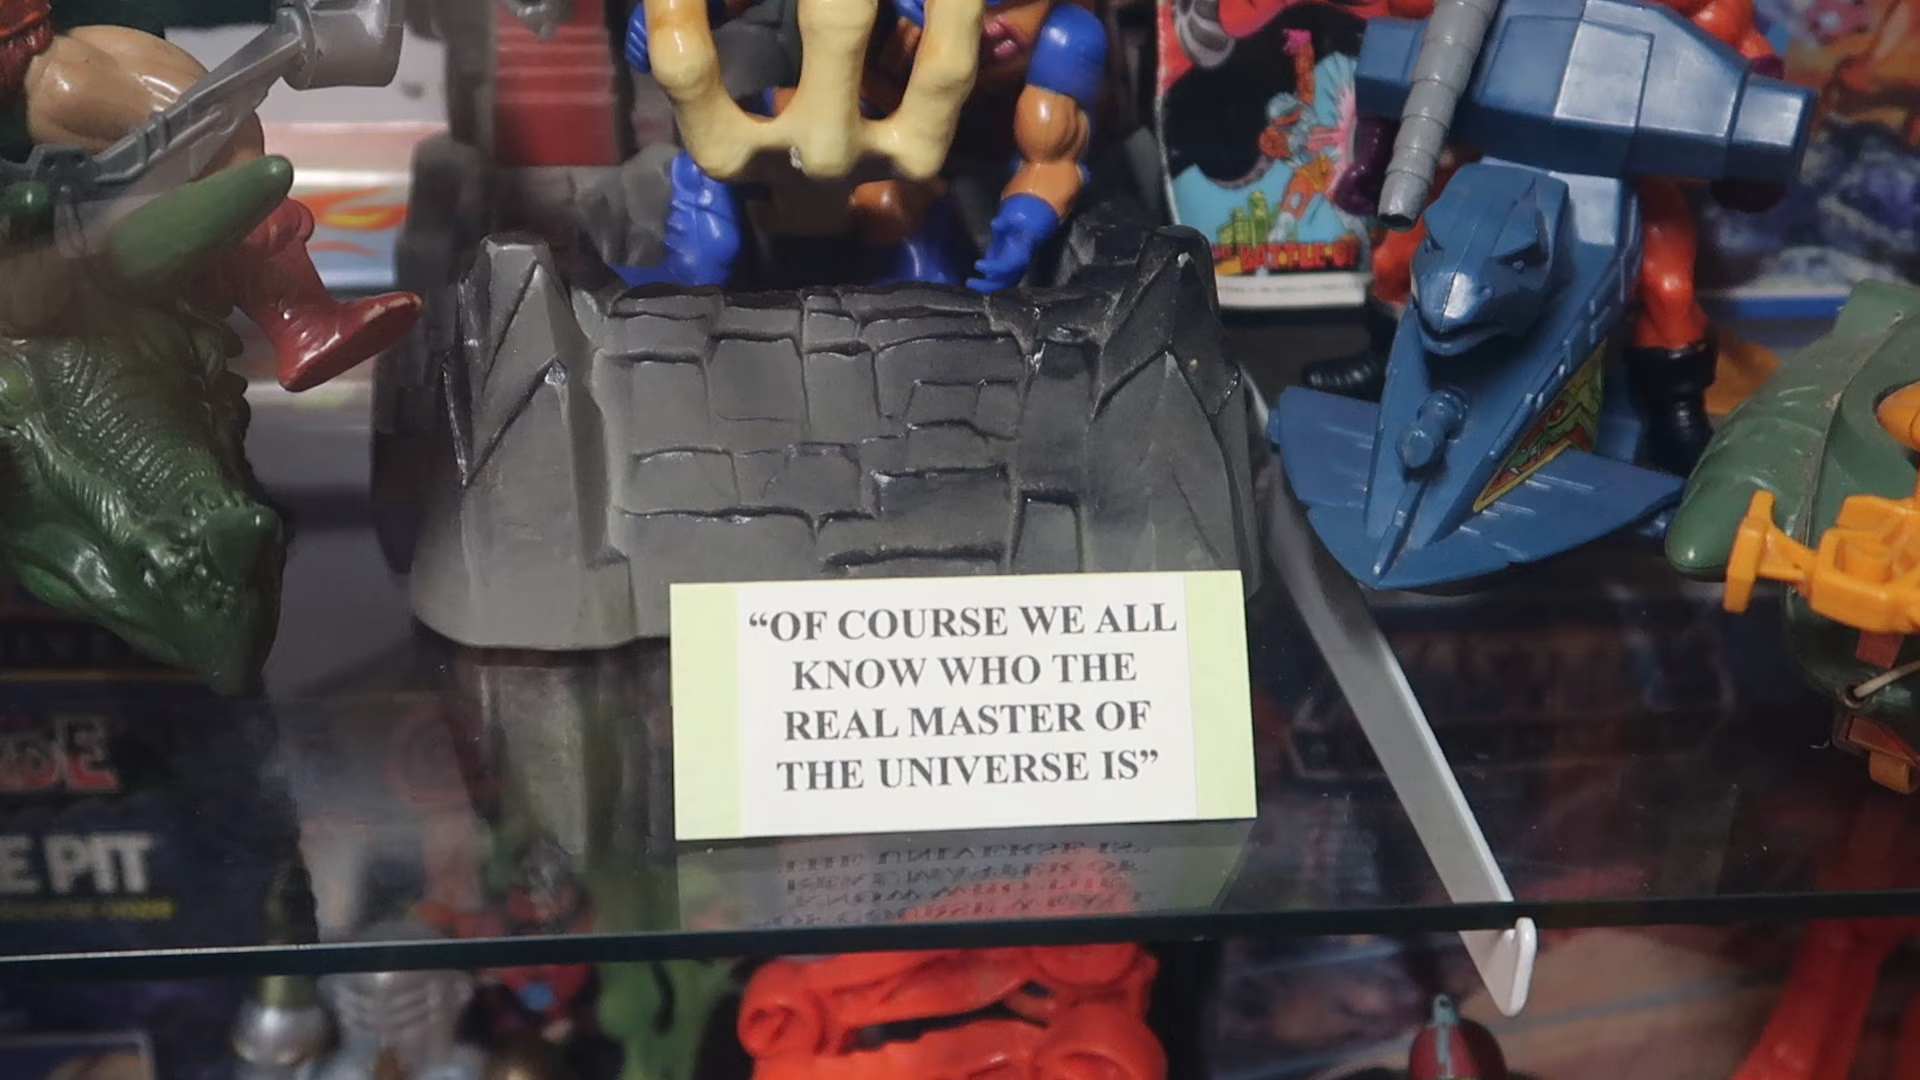 “OF COURSE WE ALL
KNOW WHO THE
REAL MASTER OF
THE UNIVERSE IS”
E PIT